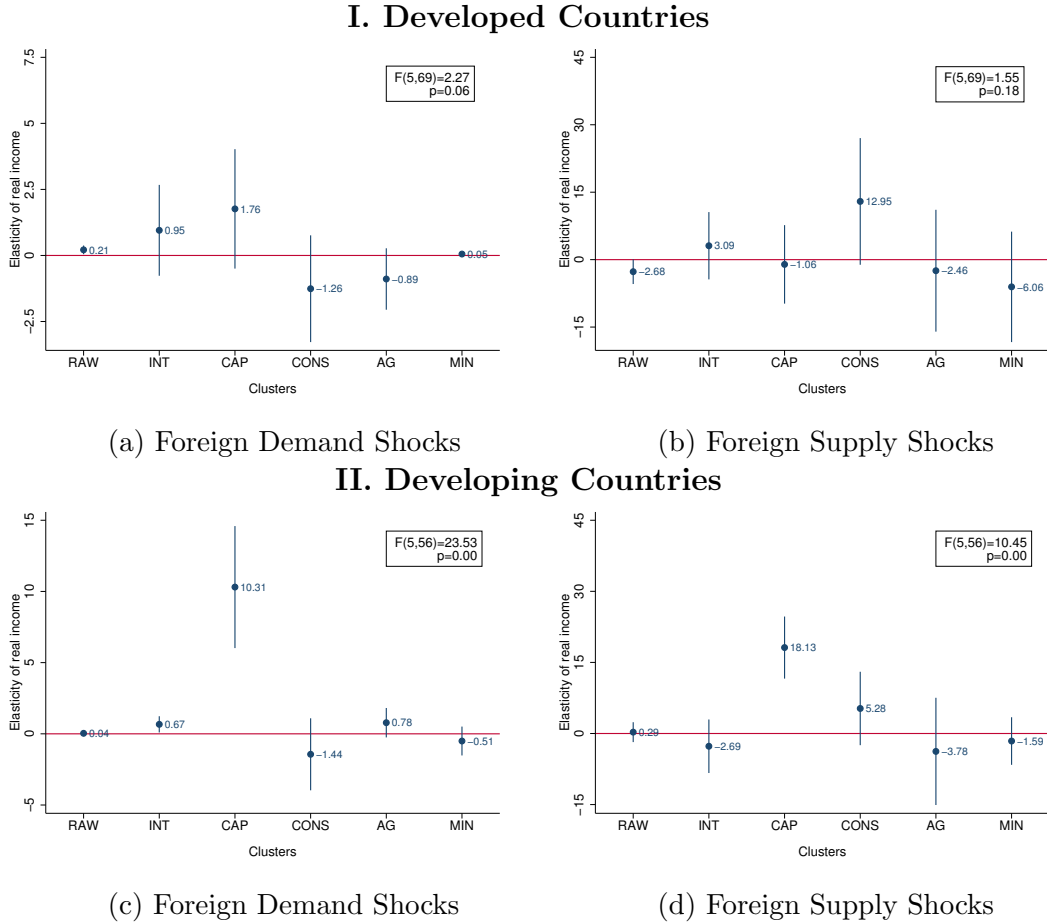 I. Developed Countries
Elasticity of real income
7.5
5
2.5
0
−2.5
F(5,69)=2.27
p=0.06
0.21
0.95
1.76
−1.26
−0.89
0.05
RAW INT CAP CONS AG MIN
Clusters
(a) Foreign Demand Shocks
Elasticity of real income
45
30
15
0
−15
F(5,69)=1.55
p=0.18
−2.68
3.09
−1.06
12.95
−2.46
−6.06
RAW INT CAP CONS AG MIN
Clusters
(b) Foreign Supply Shocks
II. Developing Countries
Elasticity of real income
15
10
5
0
−5
F(5,56)=23.53
p=0.00
0.04
0.67
10.31
−1.44
0.78
−0.51
RAW INT CAP CONS AG MIN
Clusters
(c) Foreign Demand Shocks
Elasticity of real income
45
30
15
0
−15
F(5,56)=10.45
p=0.00
0.29
−2.69
18.13
5.28
−3.78
−1.59
RAW INT CAP CONS AG MIN
Clusters
(d) Foreign Supply Shocks